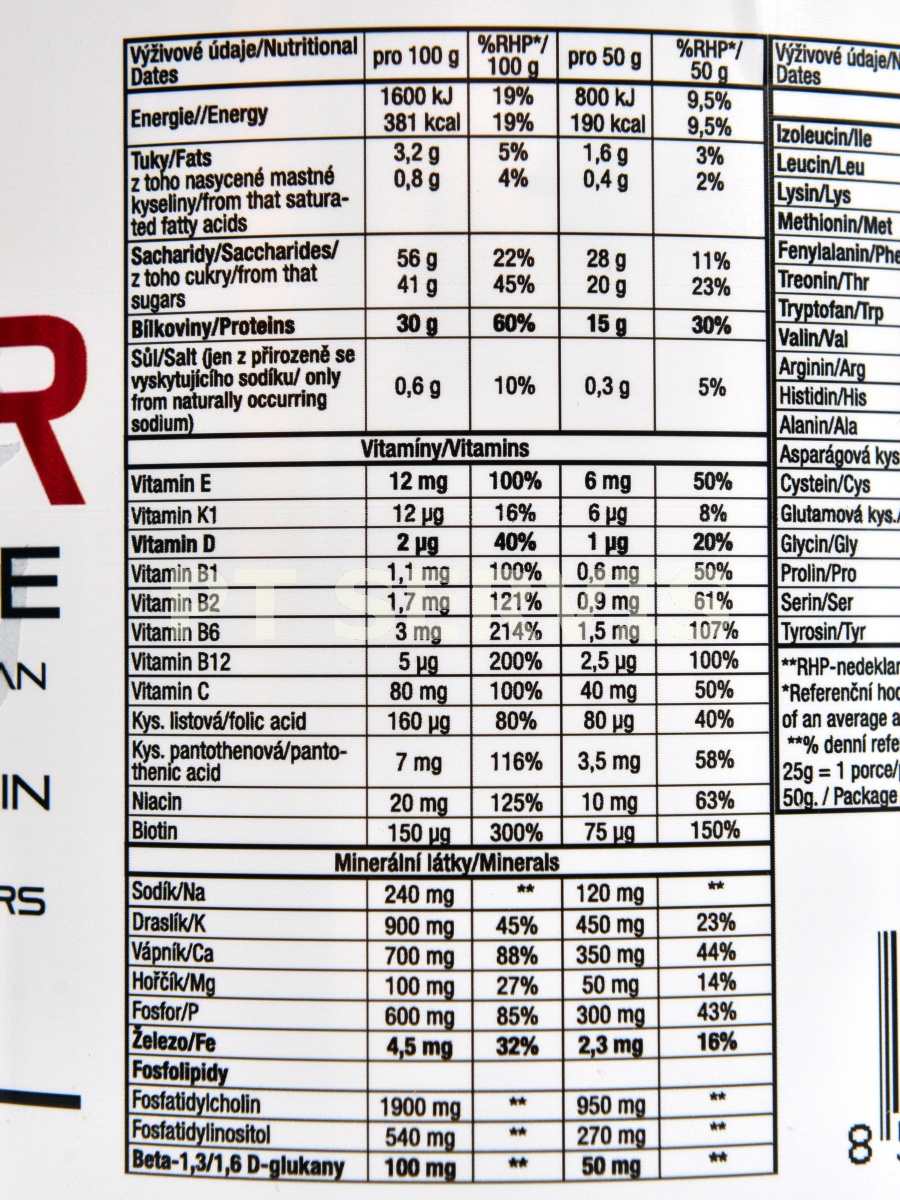 Výživové údaje/Nutritional Dates pro 100 g %RHP*/ 100 g pro 50 g %RHP*/ 50 g
Energie//Energy 1600 kJ 19% 800 kJ 9,5%
381 kcal 19% 190 kcal 9,5%
Tuky/Fats 3,2 g 5% 1,6 g 3%
z toho nasycené mastné 0,8 g 4% 0,4 g 2%
kyseliny/from that satura-
ted fatty acids
Sacharidy/Saccharides/ 56 g 22% 28 g 11%
z toho cukry/from that 41 g 45% 20 g 23%
sugars
Bílkoviny/Proteins 30 g 60% 15 g 30%
Sůl/Salt (jen z přirozeně se
vyskytujícího sodíku/ only
from naturally occurring 0,6 g 10% 0,3 g 5%
sodium)
Vitamíny/Vitamins
Vitamin E 12 mg 100% 6 mg 50%
Vitamin K1 12 µg 16% 6 µg 8%
Vitamin D 2 µg 40% 1 µg 20%
Vitamin B1 1,1 mg 100% 0,6 mg 50%
Vitamin B2 1,7 mg 121% 0,9 mg 61%
Vitamin B6 3 mg 214% 1,5 mg 107%
Vitamin B12 5 µg 200% 2,5 µg 100%
Vitamin C 80 mg 100% 40 mg 50%
Kys. listová/folic acid 160 µg 80% 80 µg 40%
Kys. pantothenová/panto-
thenic acid 7 mg 116% 3,5 mg 58%
Niacin 20 mg 125% 10 mg 63%
Biotin 150 µg 300% 75 µg 150%
Minerální látky/Minerals
Sodík/Na 240 mg ** 120 mg **
Draslík/K 900 mg 45% 450 mg 23%
Vápník/Ca 700 mg 88% 350 mg 44%
Hořčík/Mg 100 mg 27% 50 mg 14%
Fosfor/P 600 mg 85% 300 mg 43%
Železo/Fe 4,5 mg 32% 2,3 mg 16%
Fosfolipidy
Fosfatidylcholin 1900 mg ** 950 mg **
Fosfatidylinositol 540 mg ** 270 mg **
Beta-1,3/1,6 D-glukany 100 mg ** 50 mg **
Výživové údaje/N
Dates
Izoleucin/Ile
Leucin/Leu
Lysin/Lys
Methionin/Met
Fenylalanin/Phe
Treonin/Thr
Tryptofan/Trp
Valin/Val
Arginin/Arg
Histidin/His
Alanin/Ala
Asparágová kys
Cystein/Cys
Glutamová kys./
Glycin/Gly
Prolin/Pro
Serin/Ser
Tyrosin/Tyr
**RHP-nedeklar
*Referenční hod
of an average a
**% denní refe
25g = 1 porce/
50g. / Package
R
E
AN
IN
RS
8